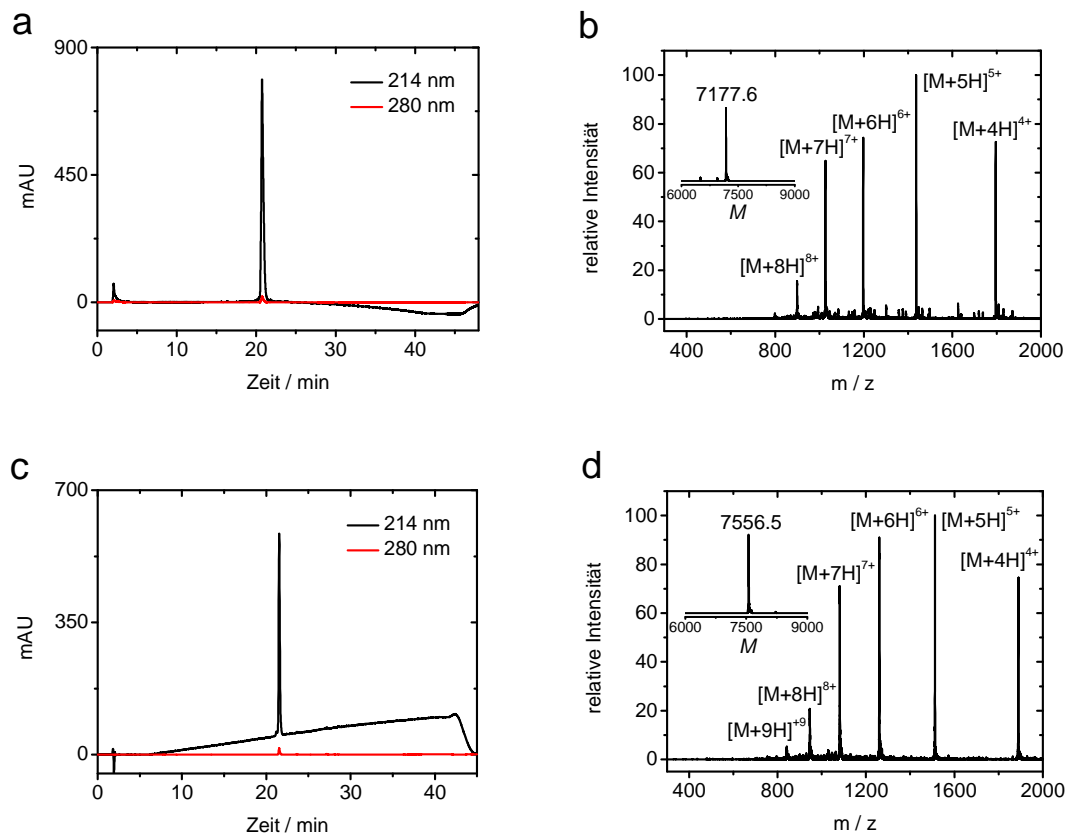 a
900
450
0
mAU
214 nm
280 nm
0 10 20 30 40
Zeit / min
b
100
80
60
40
20
0
relative Intensität
7177.6
6000 7500 9000
M
[M+8H]8+
[M+7H]7+
[M+6H]6+
[M+5H]5+
[M+4H]4+
400 800 1200 1600 2000
m / z
c
700
350
0
mAU
214 nm
280 nm
0 10 20 30 40
Zeit / min
d
100
80
60
40
20
0
relative Intensität
7556.5
6000 7500 9000
M
[M+9H]+9
[M+8H]8+
[M+7H]7+
[M+6H]6+
[M+5H]5+
[M+4H]4+
400 800 1200 1600 2000
m / z